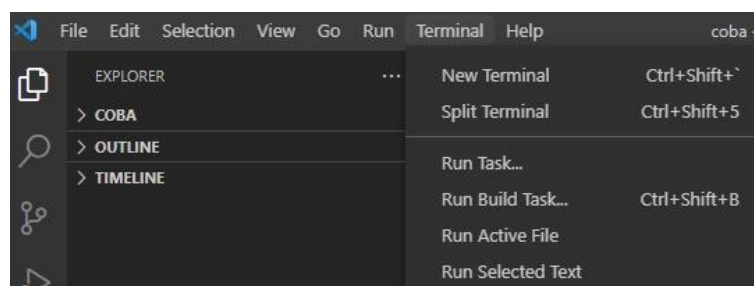 File Edit Selection View Go Run Terminal Help coba -
EXPLORER ...
COBA
OUTLINE
TIMELINE
New Terminal Ctrl+Shift+`
Split Terminal Ctrl+Shift+5
Run Task...
Run Build Task... Ctrl+Shift+B
Run Active File
Run Selected Text